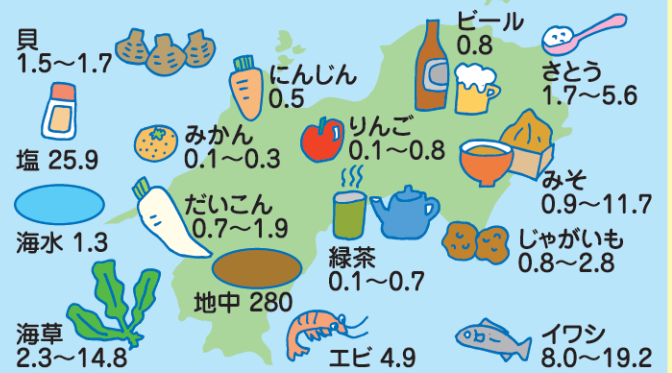 貝
1.5～1.7
にんじん
0.5
ビール
0.8
さとう
1.7～5.6
塩 25.9
みかん
0.1～0.3
りんご
0.1～0.8
みそ
0.9～11.7
海水 1.3
だいこん
0.7～1.9
緑茶
0.1～0.7
じゃがいも
0.8～2.8
地中 280
海草
2.3～14.8
エビ 4.9
イワシ
8.0～19.2